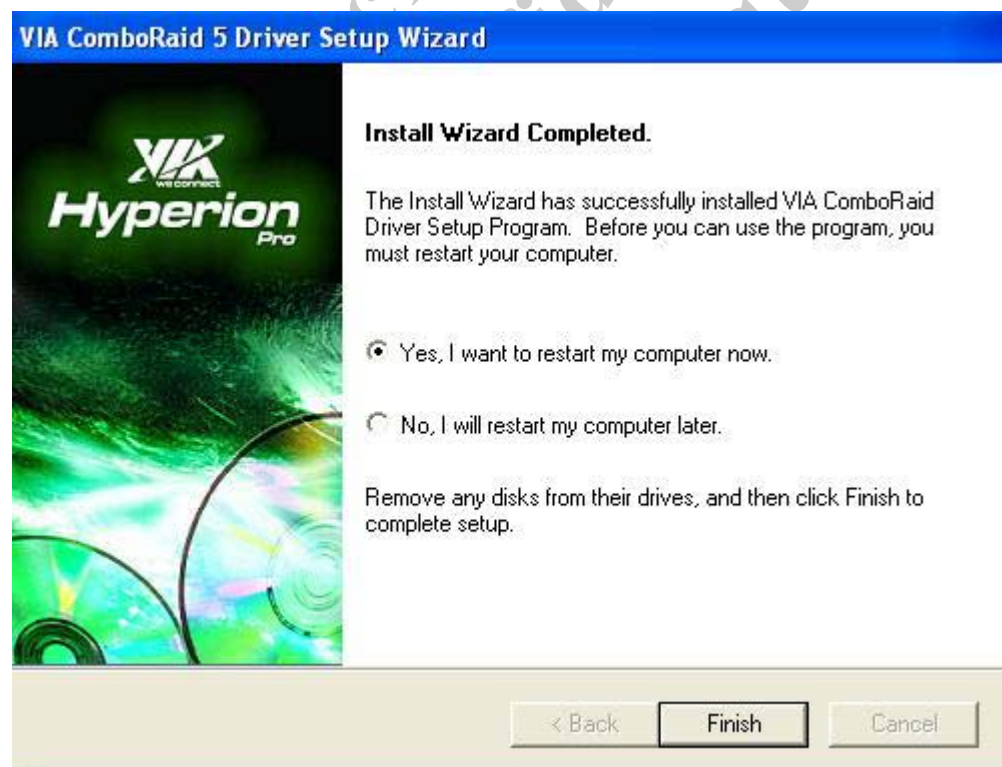 VIA ComboRaid 5 Driver Setup Wizard
VIA
we connect
Hyperion
Pro
Install Wizard Completed.
The Install Wizard has successfully installed VIA ComboRaid
Driver Setup Program. Before you can use the program, you
must restart your computer.
Yes, I want to restart my computer now.
No, I will restart my computer later.
Remove any disks from their drives, and then click Finish to
complete setup.
< Back
Finish
Cancel